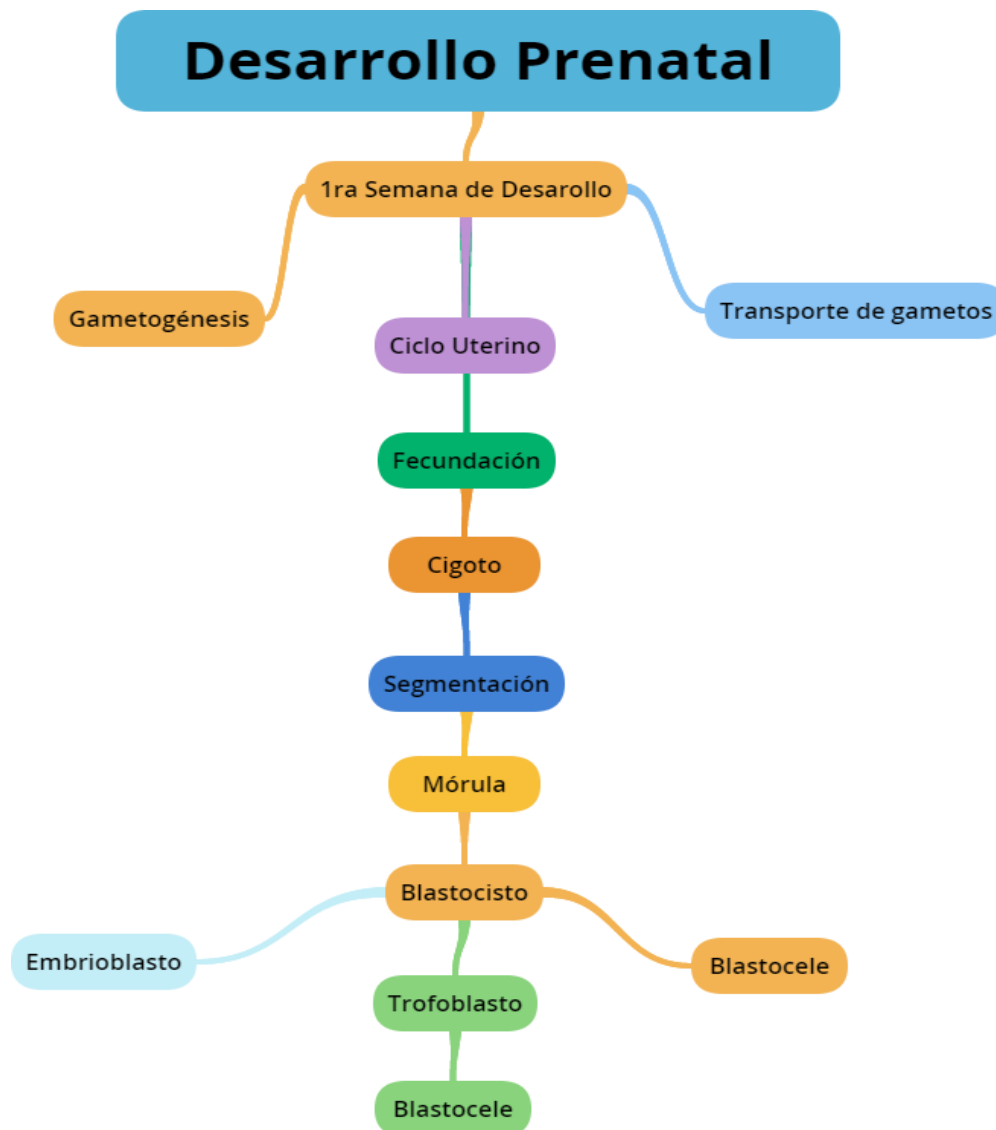 Desarrollo Prenatal
1ra Semana de Desarollo
Gametogénesis
Transporte de gametos
Ciclo Uterino
Fecundación
Cigoto
Segmentación
Mórula
Blastocisto
Embrioblasto
Blastocele
Trofoblasto
Blastocele